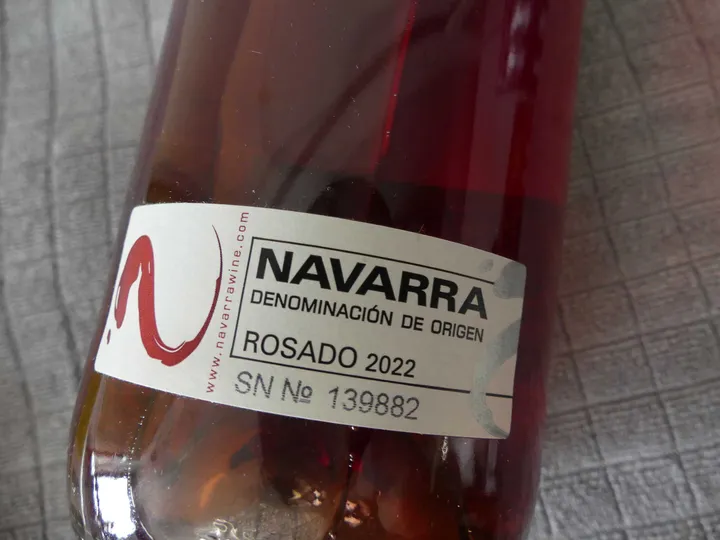 www.navarrawine.com
NAVARRA
DENOMINACIÓN DE ORIGEN
ROSADO 2022
SN Nº 139882